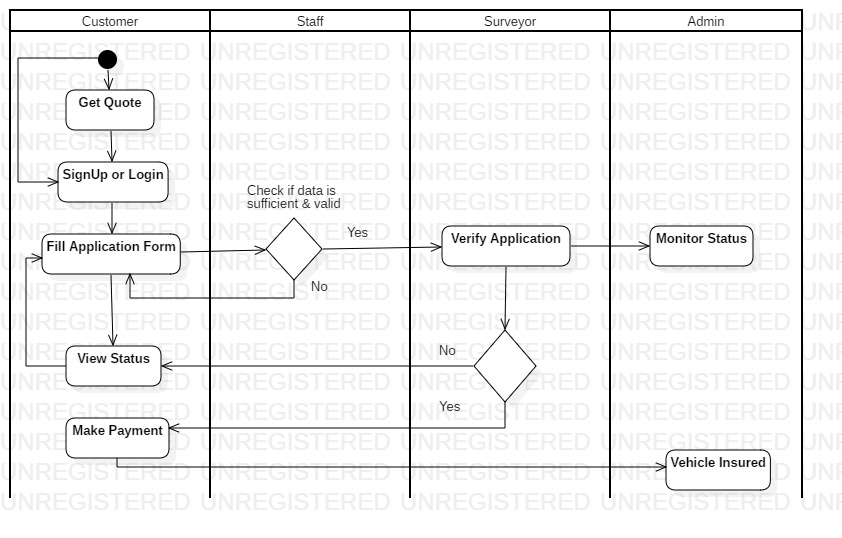 Customer Staff Surveyor Admin
Get Quote
SignUp or Login
Check if data is
sufficient & valid
Yes
Fill Application Form
Verify Application
Monitor Status
No
View Status
No
Yes
Make Payment
Vehicle Insured
UNREGISTERED UNREGISTERED UNREGISTERED UNREGISTERED